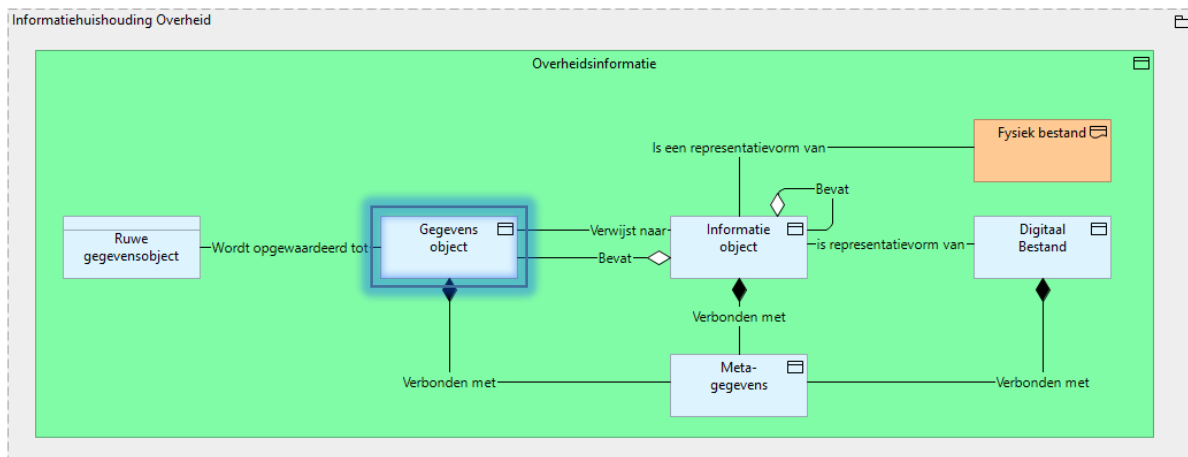 Informatiehuishouding Overheid
Overheidsinformatie
Fysiek bestand
Is een representatievorm van
Bevat
Ruwe
gegevensobject
Wordt opgewaardeerd tot
Gegevens
object
Verwijst naar
Bevat
Informatie
object
is representatievorm van
Digitaal
Bestand
Verbonden met
Verbonden met
Meta-
gegevens
Verbonden met